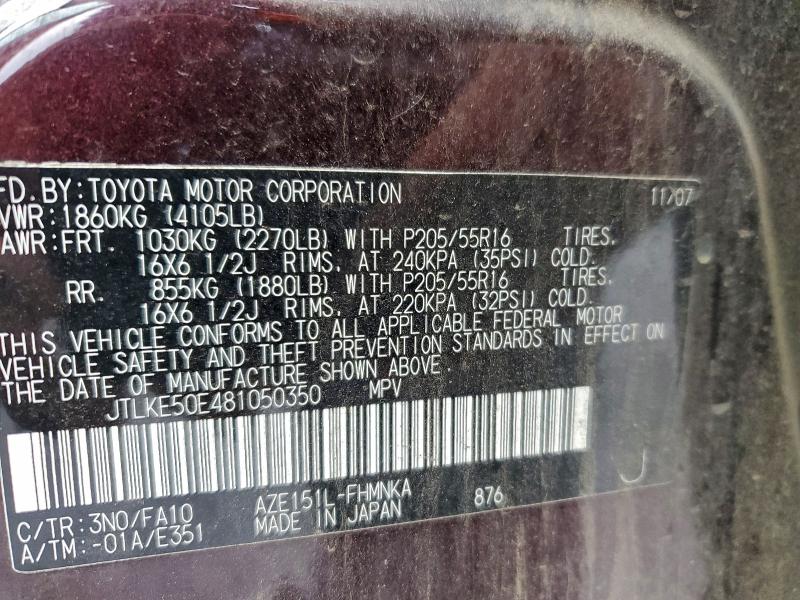 FD.BY:TOYOTA MOTOR CORPORATION 11/07
VWR:1860KG (4105LB)
AWR:FRT. 1030KG (2270LB) WITH P205/55R16 TIRES.
16X6 1/2J RIMS, AT 240KPA (35PSI) COLD.
RR. 855KG (1880LB) WITH P205/55R16 TIRES.
16X6 1/2J RIMS, AT 220KPA (32PSI) COLD.
THIS VEHICLE CONFORMS TO ALL APPLICABLE FEDERAL MOTOR
VEHICLE SAFETY AND THEFT PREVENTION STANDARDS IN EFFECT ON
THE DATE OF MANUFACTURE SHOWN ABOVE.
JTLKE50E481050350 MPV
C/TR:3N0/FA10 AZE151L-FHMNKA 876 J
A/TM:-01A/E351 MADE IN JAPAN